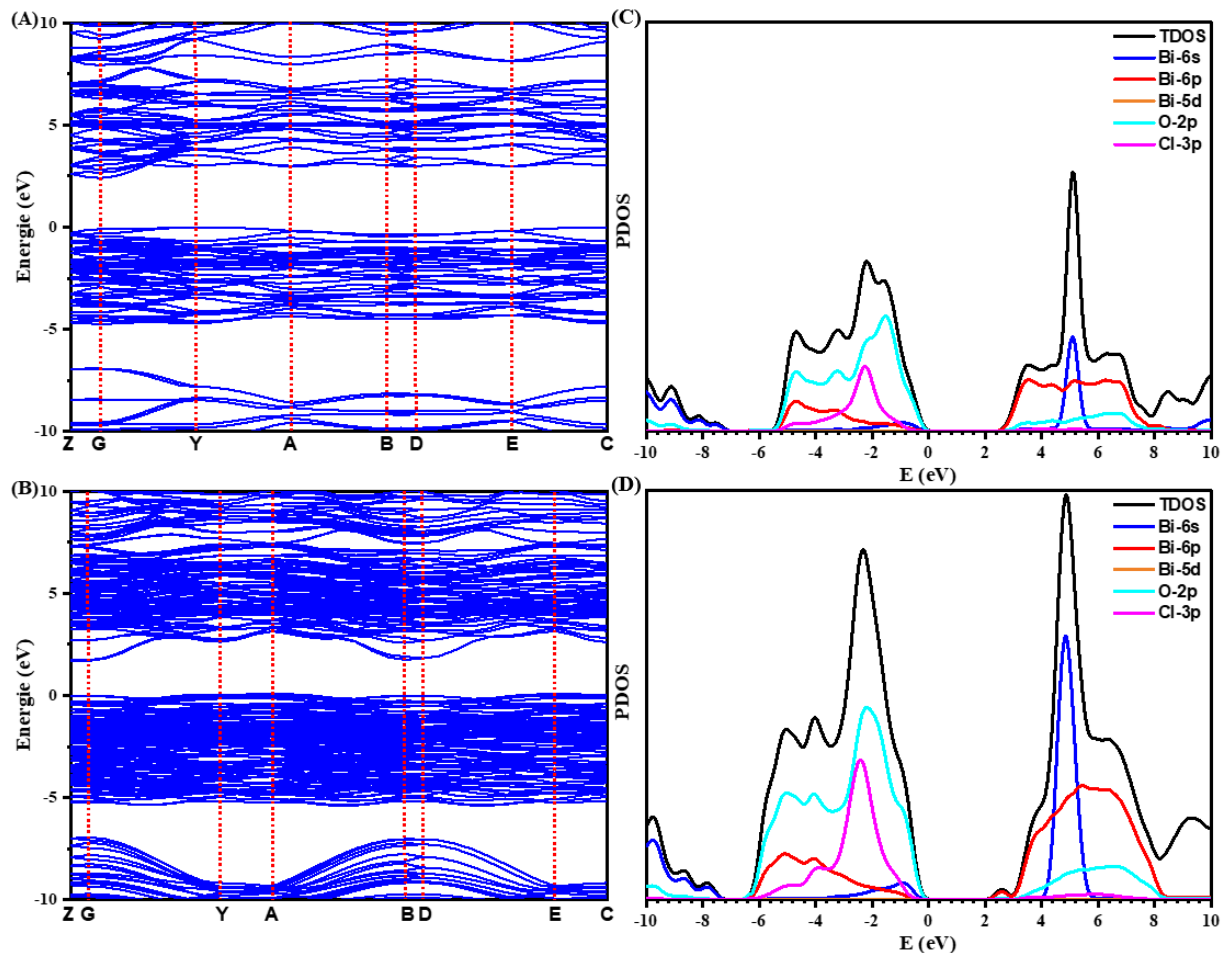 (A)
10
5
0
-5
-10
Energie (eV)
Z G Y A B D E C
(C)
PDOS
TDOS
Bi-6s
Bi-6p
Bi-5d
O-2p
Cl-3p
-10 -8 -6 -4 -2 0 2 4 6 8 10
E (eV)
(B)
10
5
0
-5
-10
Energie (eV)
Z G Y A B D E C
(D)
PDOS
TDOS
Bi-6s
Bi-6p
Bi-5d
O-2p
Cl-3p
-10 -8 -6 -4 -2 0 2 4 6 8 10
E (eV)